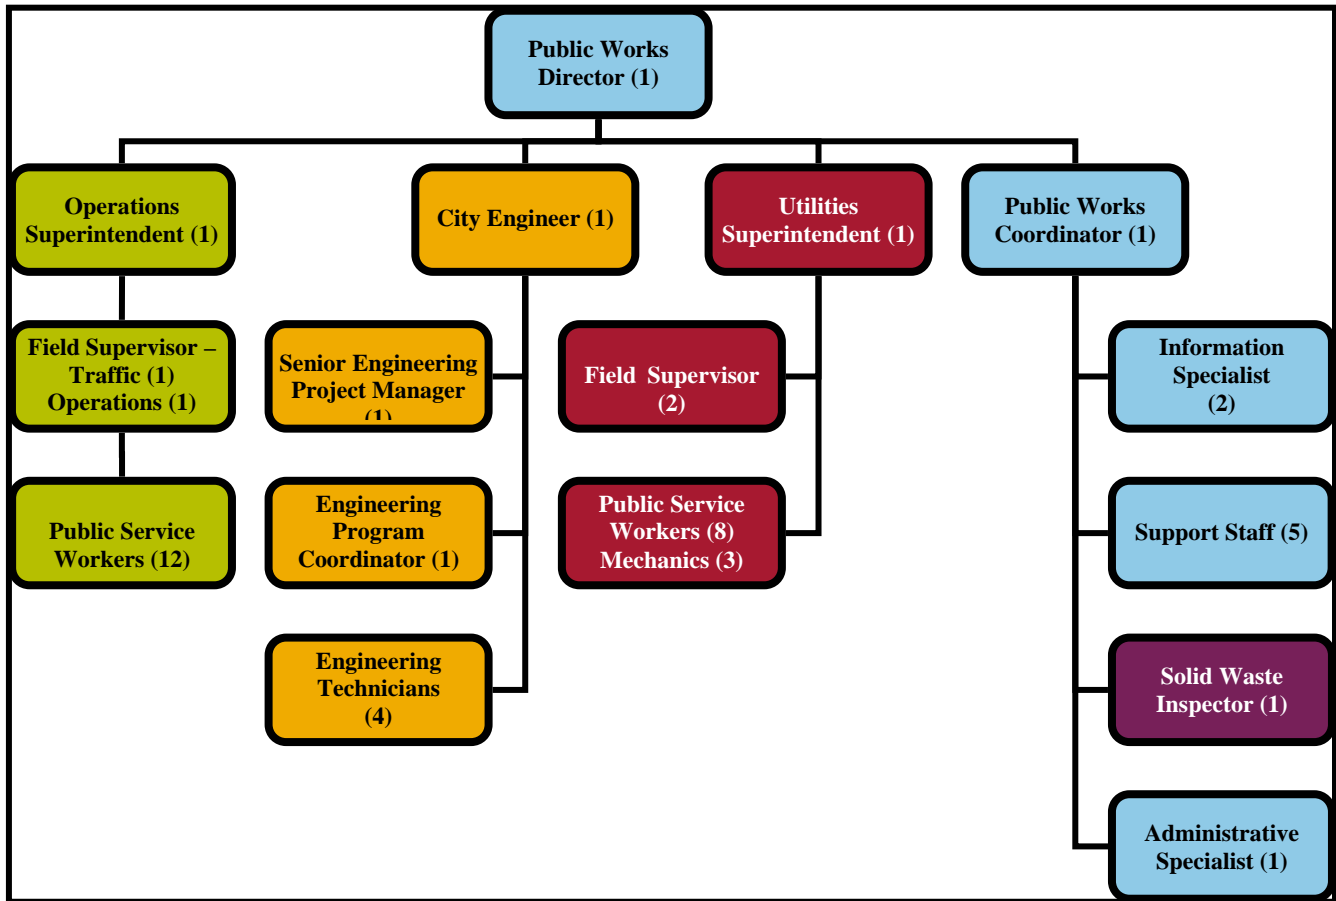 Public Works
Director (1)
Operations
Superintendent (1)
City Engineer (1)
Utilities
Superintendent (1)
Public Works
Coordinator (1)
Field Supervisor –
Traffic (1)
Operations (1)
Senior Engineering
Project Manager
(1)
Field Supervisor
(2)
Information
Specialist
(2)
Public Service
Workers (12)
Engineering
Program
Coordinator (1)
Public Service
Workers (8)
Mechanics (3)
Support Staff (5)
Engineering
Technicians
(4)
Solid Waste
Inspector (1)
Administrative
Specialist (1)